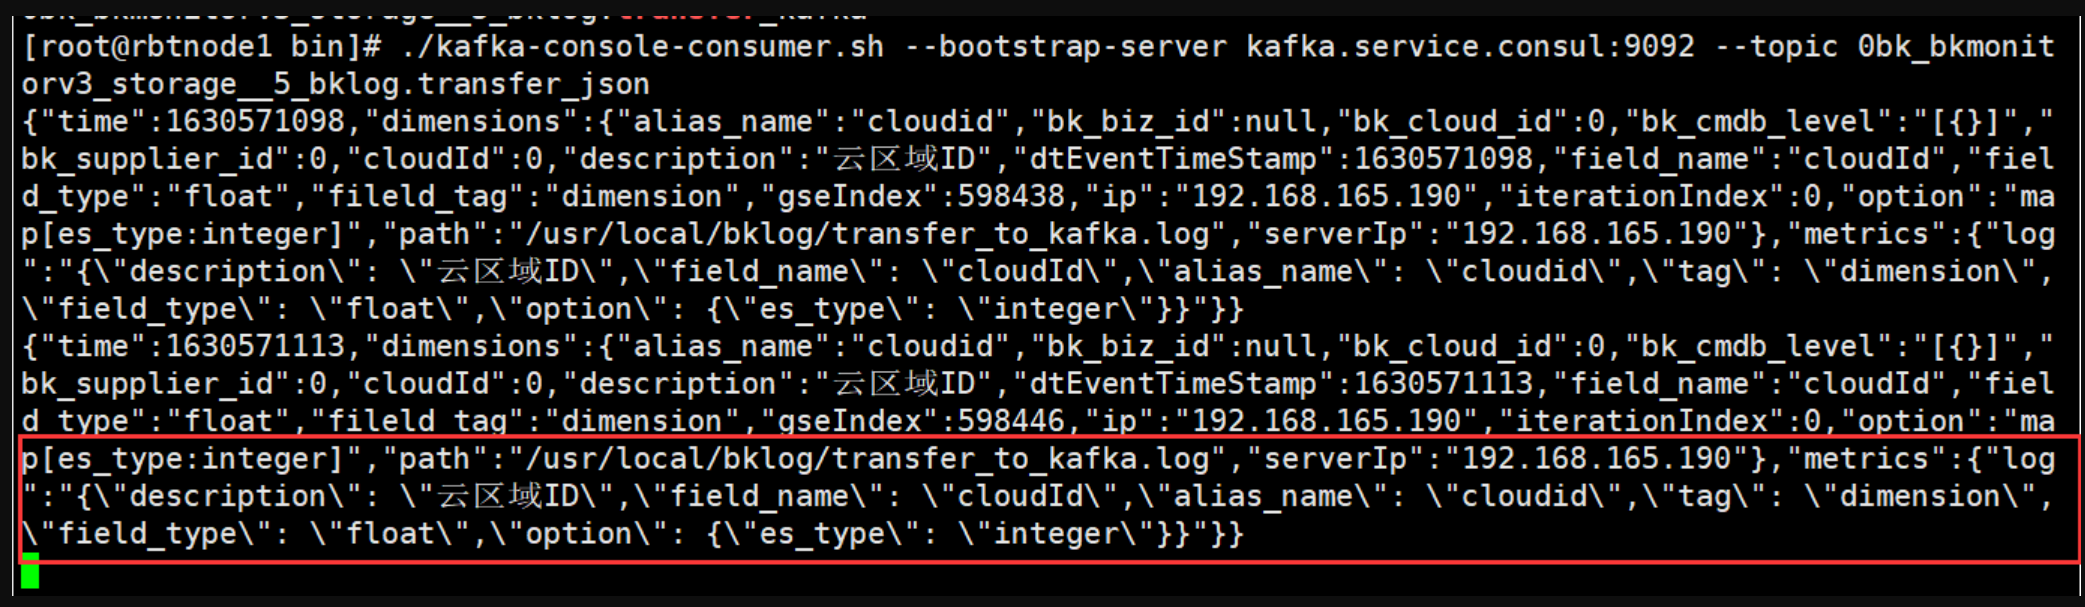 [root@rbtnode1 bin]# ./kafka-console-consumer.sh --bootstrap-server kafka.service.consul:9092 --topic 0bk_bkmonit
orv3_storage__5_bklog.transfer_json
{"time":1630571098,"dimensions":{"alias_name":"cloudid","bk_biz_id":null,"bk_cloud_id":0,"bk_cmdb_level":"[{}]","
bk_supplier_id":0,"cloudId":0,"description":"云区域ID","dtEventTimeStamp":1630571098,"field_name":"cloudId","fiel
d_type":"float","fileld_tag":"dimension","gseIndex":598438,"ip":"192.168.165.190","iterationIndex":0,"option":"ma
p[es_type:integer]","path":"/usr/local/bklog/transfer_to_kafka.log","serverIp":"192.168.165.190"},"metrics":{"log
":"{\"description\": \"云区域ID\",\"field_name\": \"cloudId\",\"alias_name\": \"cloudid\",\"tag\": \"dimension\",
\"field_type\": \"float\",\"option\": {\"es_type\": \"integer\"}}"}}
{"time":1630571113,"dimensions":{"alias_name":"cloudid","bk_biz_id":null,"bk_cloud_id":0,"bk_cmdb_level":"[{}]","
bk_supplier_id":0,"cloudId":0,"description":"云区域ID","dtEventTimeStamp":1630571113,"field_name":"cloudId","fiel
d_type":"float","fileld_tag":"dimension","gseIndex":598446,"ip":"192.168.165.190","iterationIndex":0,"option":"ma
p[es_type:integer]","path":"/usr/local/bklog/transfer_to_kafka.log","serverIp":"192.168.165.190"},"metrics":{"log
":"{\"description\": \"云区域ID\",\"field_name\": \"cloudId\",\"alias_name\": \"cloudid\",\"tag\": \"dimension\",
\"field_type\": \"float\",\"option\": {\"es_type\": \"integer\"}}"}}